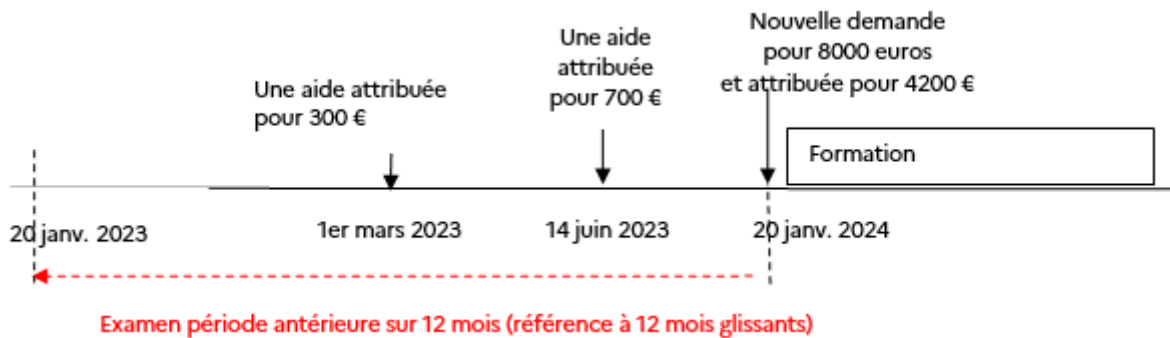 Une aide attribuée
pour 300 €
Une aide
attribuée
pour 700 €
Nouvelle demande
pour 8000 euros
et attribuée pour 4200 €
Formation
20 janv. 2023
1er mars 2023
14 juin 2023
20 janv. 2024
Examen période antérieure sur 12 mois (référence à 12 mois glissants)